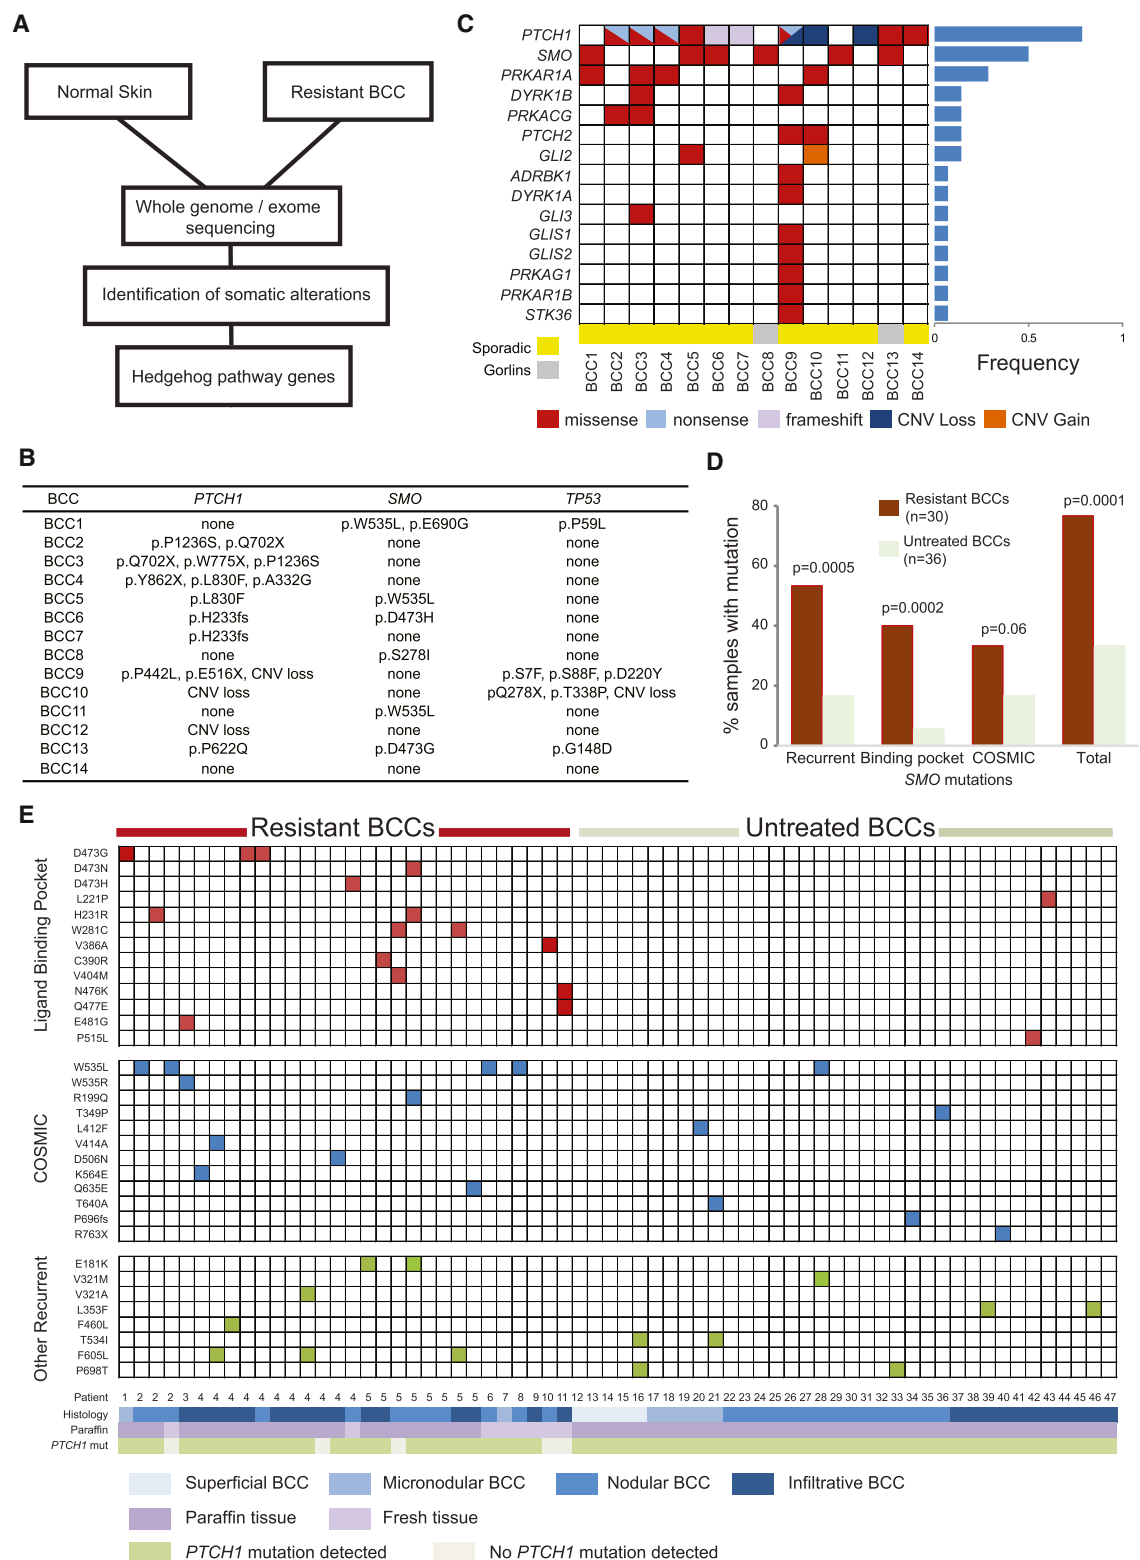 A
Normal Skin
Resistant BCC
Whole genome / exome
sequencing
Identification of somatic alterations
Hedgehog pathway genes
C
PTCH1
SMO
PRKAR1A
DYRK1B
PRKACG
PTCH2
GLI2
ADRBK1
DYRK1A
GLI3
GLIS1
GLIS2
PRKAG1
PRKAR1B
STK36
Sporadic
Gorlins
BCC1 BCC2 BCC3 BCC4 BCC5 BCC6 BCC7 BCC8 BCC9 BCC10 BCC11 BCC12 BCC13 BCC14
0 0.5 1
Frequency
missense nonsense frameshift CNV Loss CNV Gain
B
BCC PTCH1 SMO TP53
BCC1 none p.W535L, p.E690G p.P59L
BCC2 p.P1236S, p.Q702X none none
BCC3 p.Q702X, p.W775X, p.P1236S none none
BCC4 p.Y862X, p.L830F, p.A332G none none
BCC5 p.L830F p.W535L none
BCC6 p.H233fs p.D473H none
BCC7 p.H233fs none none
BCC8 none p.S278I none
BCC9 p.P442L, p.E516X, CNV loss none p.S7F, p.S88F, p.D220Y
BCC10 CNV loss none pQ278X, p.T338P, CNV loss
BCC11 none p.W535L none
BCC12 CNV loss none none
BCC13 p.P622Q p.D473G p.G148D
BCC14 none none none
D
% samples with mutation
80
60
40
20
0
Resistant BCCs
(n=30)
Untreated BCCs
(n=36)
p=0.0005
p=0.0002
p=0.06
p=0.0001
Recurrent Binding pocket COSMIC Total
SMO mutations
E
Resistant BCCs Untreated BCCs
Ligand Binding Pocket
D473G
D473N
D473H
L221P
H231R
W281C
V386A
C390R
V404M
N476K
Q477E
E481G
P515L
COSMIC
W535L
W535R
R199Q
T349P
L412F
V414A
D506N
K564E
Q635E
T640A
P696fs
R763X
Other Recurrent
E181K
V321M
V321A
L353F
F460L
T534I
F605L
P698T
Patient 1 2 2 2 3 4 4 4 4 4 4 4 4 4 4 4 5 5 5 5 5 5 5 5 6 7 8 9 10 11 12 13 14 15 16 17 18 19 20 21 22 23 24 25 26 27 28 29 30 31 32 33 34 35 36 37 38 39 40 41 42 43 44 45 46 47
Histology
Paraffin
PTCH1 mut
Superficial BCC Micronodular BCC Nodular BCC Infiltrative BCC
Paraffin tissue Fresh tissue
PTCH1 mutation detected No PTCH1 mutation detected